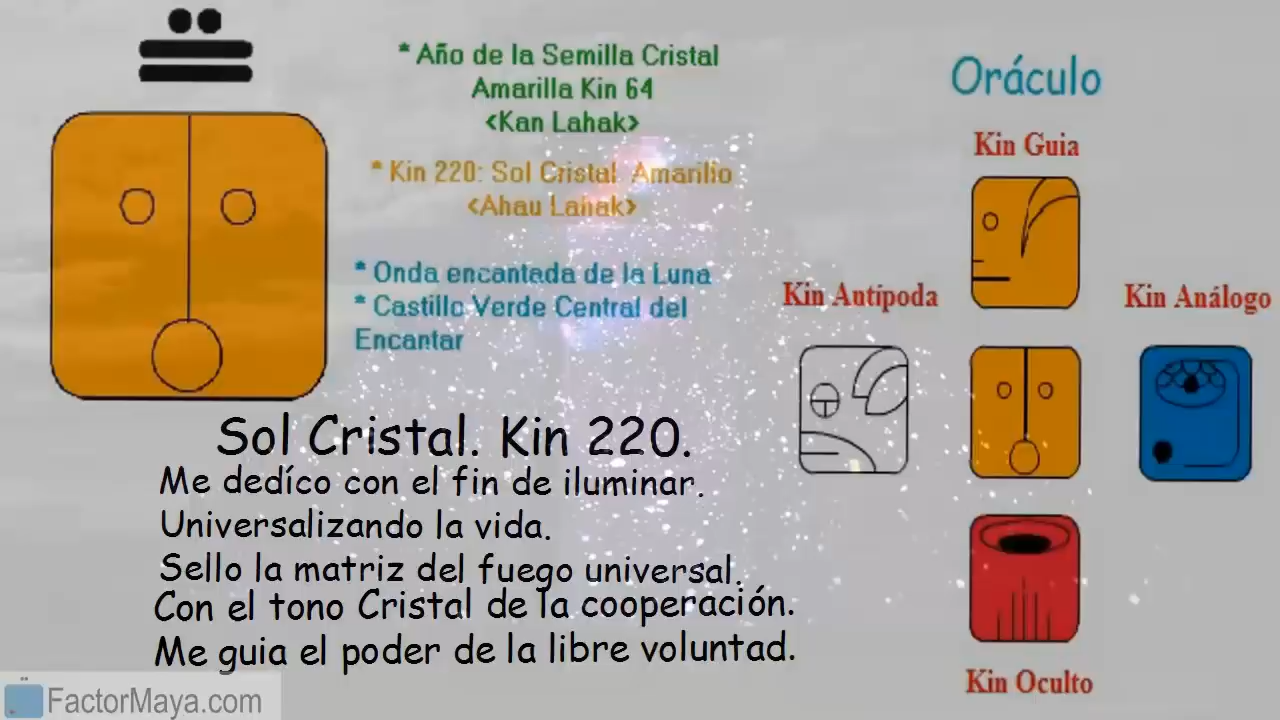 * Año de la Semilla Cristal
Amarilla Kin 64
<Kan Lahak>
* Kin 220: Sol Cristal Amarillo
<Ahau Lahak>
* Onda encantada de la Luna
* Castillo Verde Central del
Encantar
Oráculo
Kin Guia
Kin Antípoda
Kin Análogo
Kin Oculto
Sol Cristal. Kin 220.
Me dedíco con el fin de iluminar.
Universalizando la vida.
Sello la matriz del fuego universal.
Con el tono Cristal de la cooperación.
Me guia el poder de la libre voluntad.
FactorMaya.com